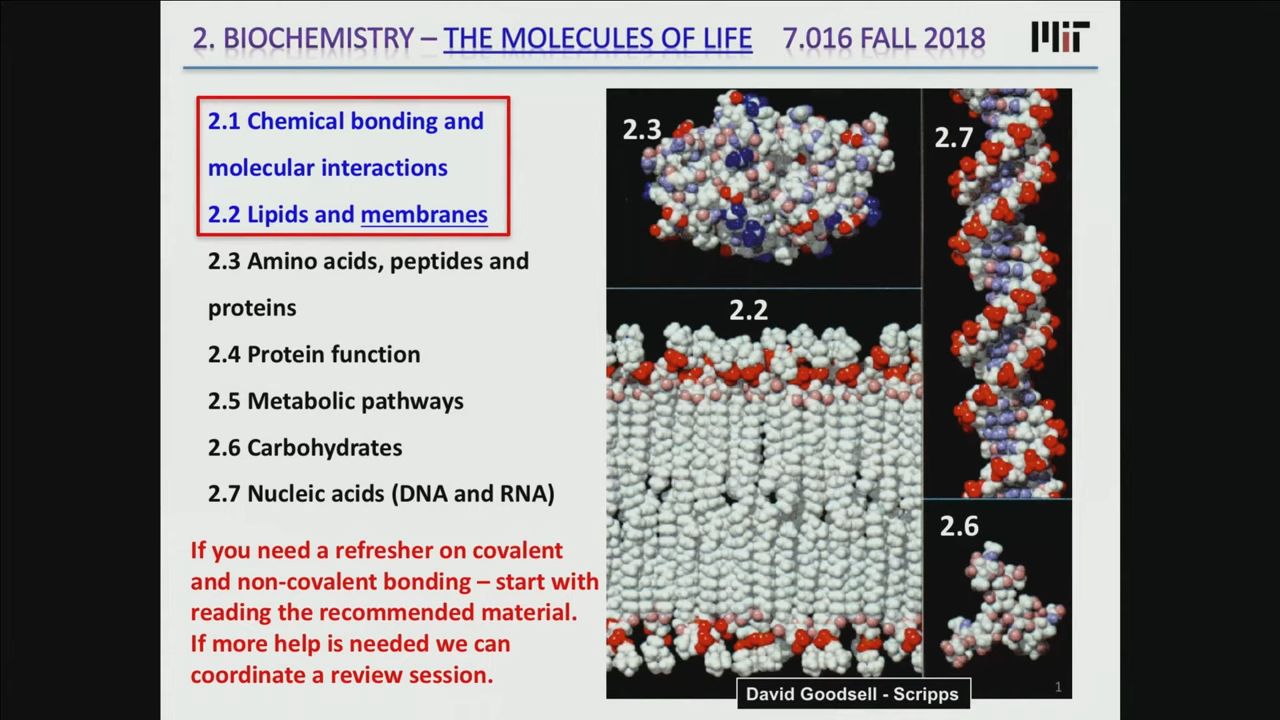 2. BIOCHEMISTRY – THE MOLECULES OF LIFE 7.016 FALL 2018
MIT
2.1 Chemical bonding and
molecular interactions
2.2 Lipids and membranes
2.3 Amino acids, peptides and
proteins
2.4 Protein function
2.5 Metabolic pathways
2.6 Carbohydrates
2.7 Nucleic acids (DNA and RNA)
If you need a refresher on covalent
and non-covalent bonding – start with
reading the recommended material.
If more help is needed we can
coordinate a review session.
2.3
2.7
2.2
2.6
David Goodsell - Scripps
1